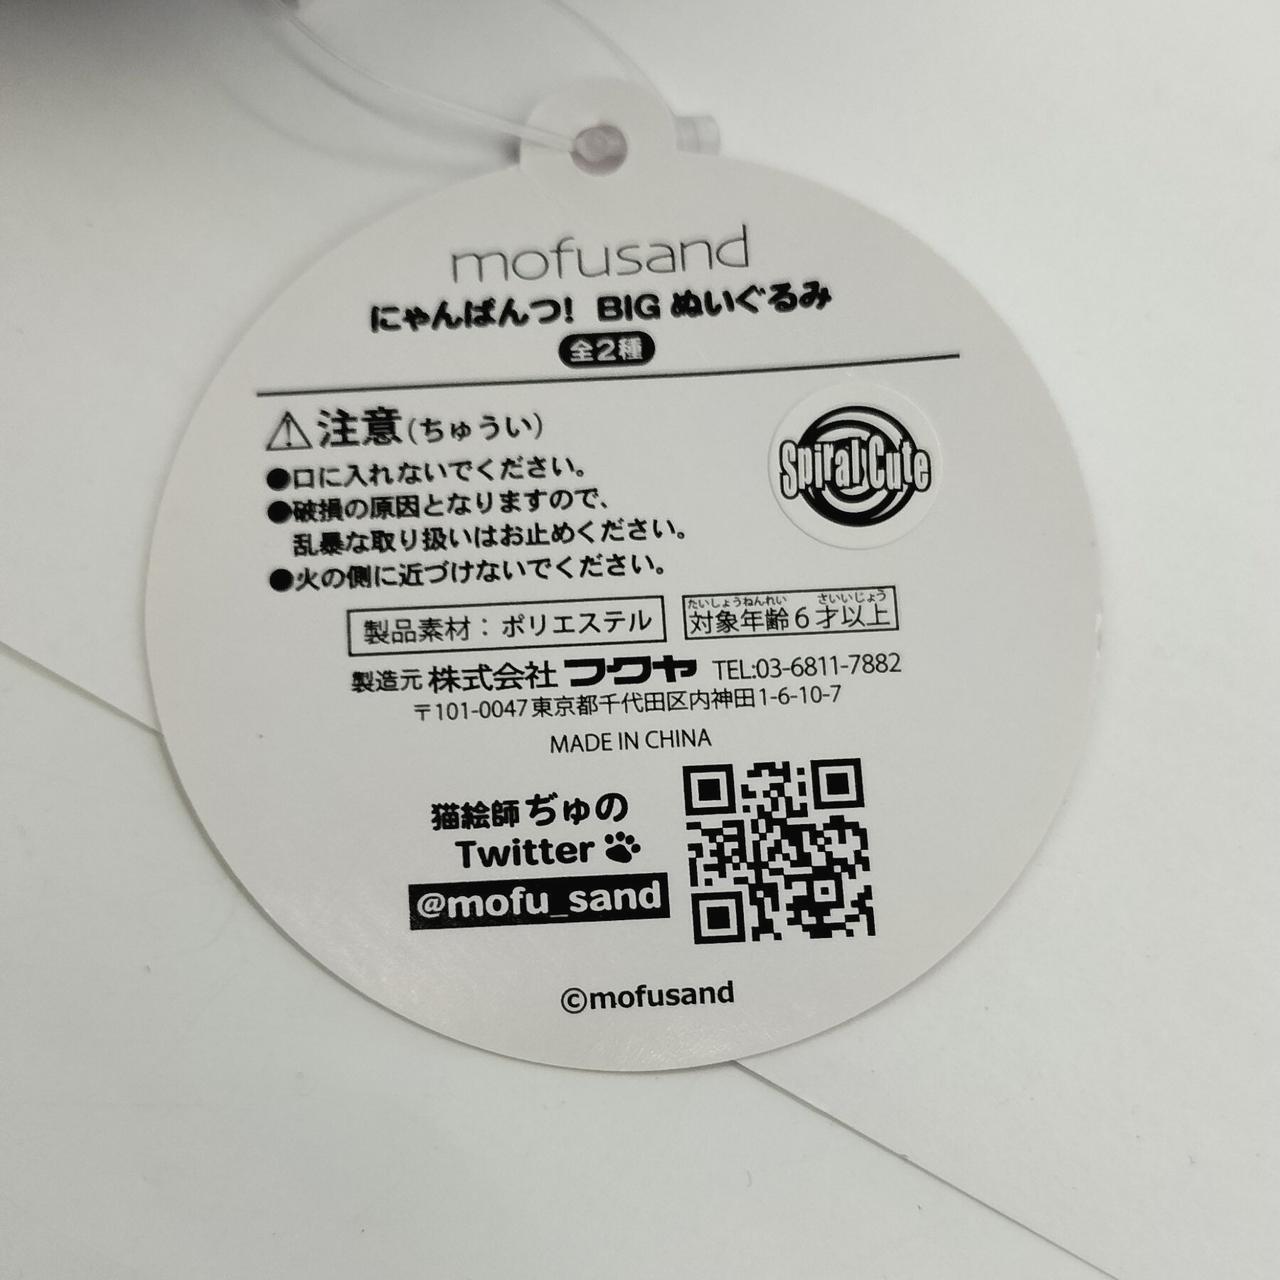 mofusand
にゃんぱんつ! BIG ぬいぐるみ
全2種
⚠注意(ちゅうい)
●口に入れないでください。
●破損の原因となりますので、
乱暴な取り扱いはお止めください。
●火の側に近づけないでください。
Spiral Cute
製品素材:ポリエステル
たいしょうねんれい さいいじょう
対象年齢6才以上
製造元 株式会社フクヤ TEL:03-6811-7882
〒101-0047 東京都千代田区内神田1-6-10-7
MADE IN CHINA
猫絵師ぢゅの
Twitter
@mofu_sand
©mofusand